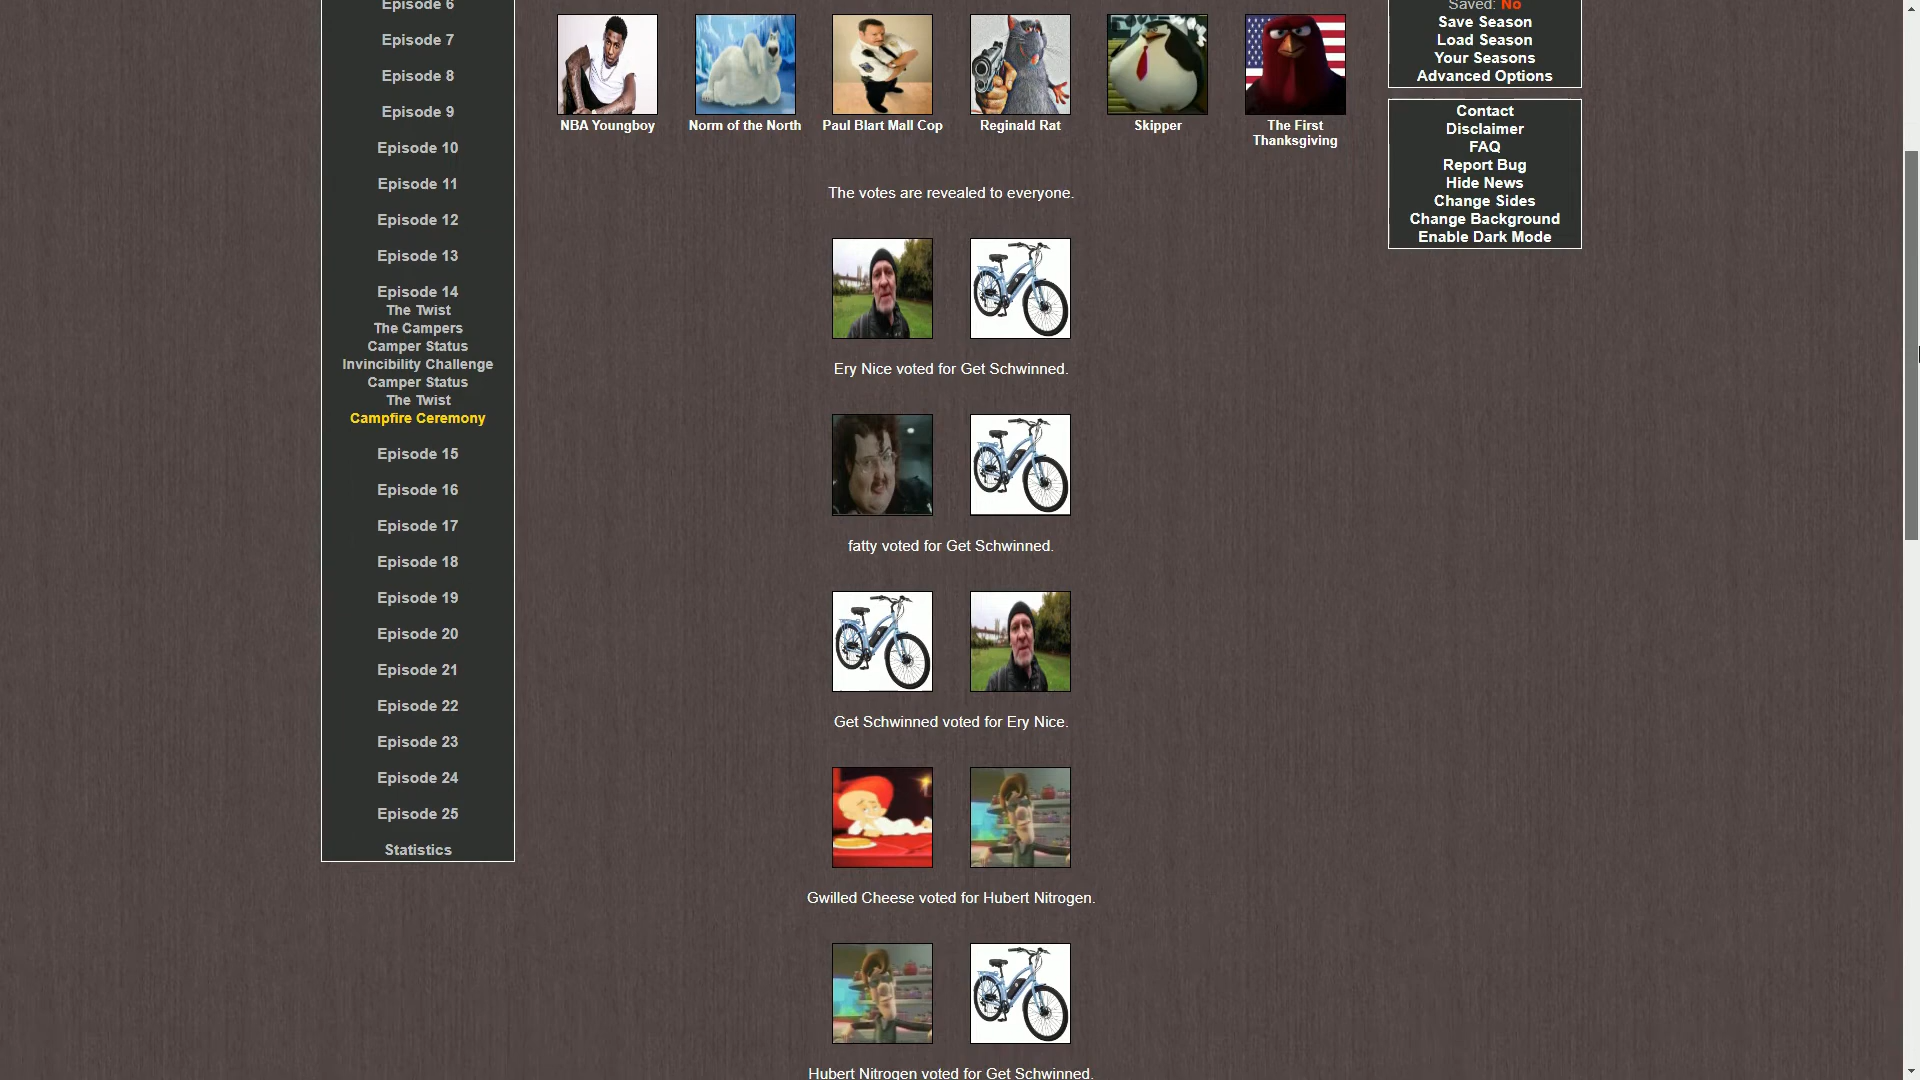 Episode 6
Episode 7
Episode 8
Episode 9
Episode 10
Episode 11
Episode 12
Episode 13
Episode 14
The Twist
The Campers
Camper Status
Invincibility Challenge
Camper Status
The Twist
Campfire Ceremony
Episode 15
Episode 16
Episode 17
Episode 18
Episode 19
Episode 20
Episode 21
Episode 22
Episode 23
Episode 24
Episode 25
Statistics
NBA Youngboy
Norm of the North
Paul Blart Mall Cop
Reginald Rat
Skipper
The First
Thanksgiving
The votes are revealed to everyone.
Ery Nice voted for Get Schwinned.
fatty voted for Get Schwinned.
Get Schwinned voted for Ery Nice.
Gwilled Cheese voted for Hubert Nitrogen.
Hubert Nitrogen voted for Get Schwinned.
Saved: No
Save Season
Load Season
Your Seasons
Advanced Options
Contact
Disclaimer
FAQ
Report Bug
Hide News
Change Sides
Change Background
Enable Dark Mode